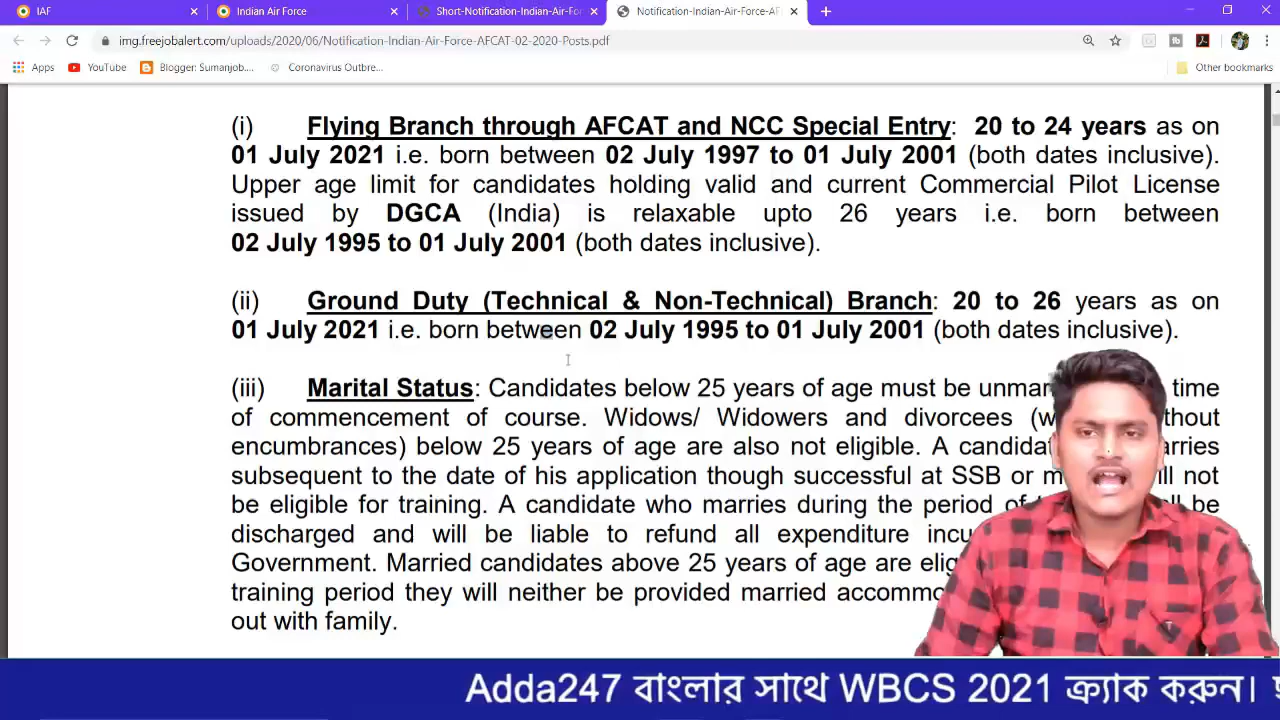 IAF
Indian Air Force
Short-Notification-Indian-Air-For
Notification-Indian-Air-Force-AF
img.freejobalert.com/uploads/2020/06/Notification-Indian-Air-Force-AFCAT-02-2020-Posts.pdf
Apps YouTube Blogger: Sumanjob.... Coronavirus Outbre... Other bookmarks
(i) Flying Branch through AFCAT and NCC Special Entry: 20 to 24 years as on
01 July 2021 i.e. born between 02 July 1997 to 01 July 2001 (both dates inclusive).
Upper age limit for candidates holding valid and current Commercial Pilot License
issued by DGCA (India) is relaxable upto 26 years i.e. born between
02 July 1995 to 01 July 2001 (both dates inclusive).
(ii) Ground Duty (Technical & Non-Technical) Branch: 20 to 26 years as on
01 July 2021 i.e. born between 02 July 1995 to 01 July 2001 (both dates inclusive).
(iii) Marital Status: Candidates below 25 years of age must be time
of commencement of course. Widows/ Widowers and divorcees
encumbrances) below 25 years of age are also not eligible. A
subsequent to the date of his application though successful at SSB or not
be eligible for training. A candidate who marries during the period of be
discharged and will be liable to refund all expenditure
Government. Married candidates above 25 years of age are
training period they will neither be provided married
out with family.
Adda247 বাংলার সাথে WBCS 2021 ক্র্যাক করুন।